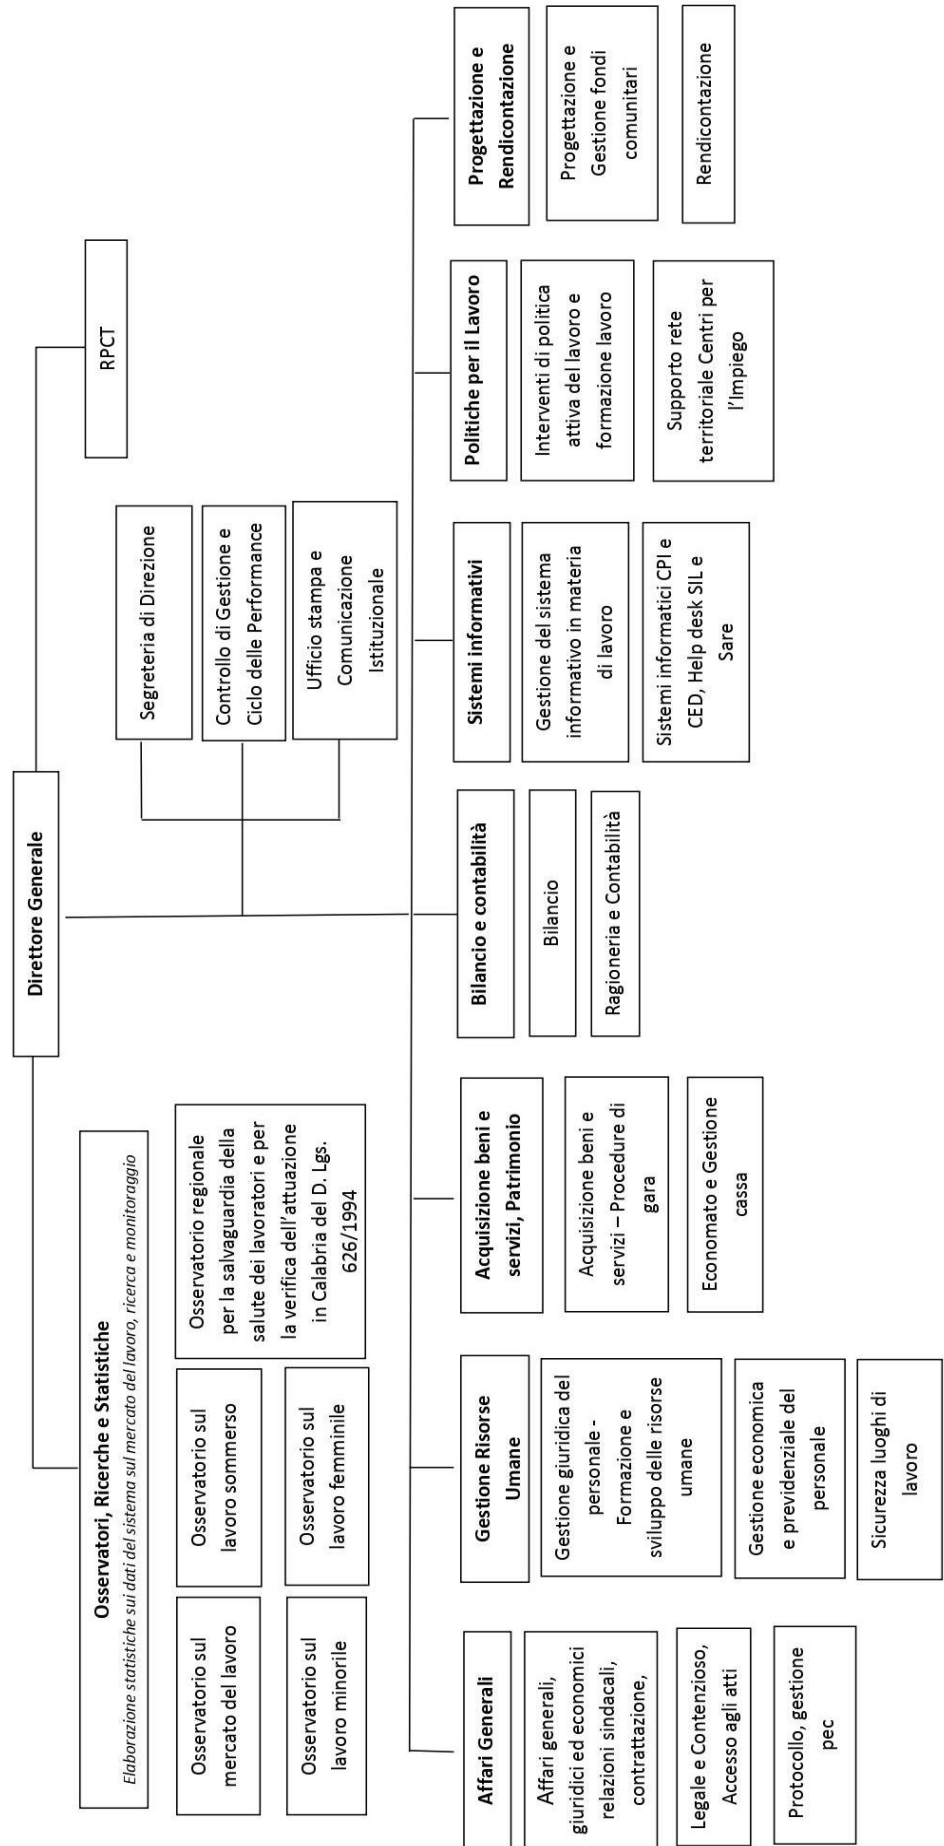 Direttore Generale
RPCT
Osservatori, Ricerche e Statistiche
Elaborazione statistiche sui dati del sistema sul mercato del lavoro, ricerca e monitoraggio
Osservatorio sul
mercato del lavoro
Osservatorio sul
lavoro sommerso
Osservatorio regionale
per la salvaguardia della
salute dei lavoratori e per
la verifica dell'attuazione
in Calabria del D. Lgs.
626/1994
Osservatorio sul
lavoro minorile
Osservatorio sul
lavoro femminile
Segreteria di Direzione
Controllo di Gestione e
Ciclo delle Performance
Ufficio stampa e
Comunicazione
Istituzionale
Affari Generali
Affari generali,
giuridici ed economici
relazioni sindacali,
contrattazione,
Legale e Contenzioso,
Accesso agli atti
Protocollo, gestione
pec
Gestione Risorse
Umane
Gestione giuridica del
personale -
Formazione e
sviluppo delle risorse
umane
Gestione economica
e previdenziale del
personale
Sicurezza luoghi di
lavoro
Acquisizione beni e
servizi, Patrimonio
Acquisizione beni e
servizi – Procedure di
gara
Economato e Gestione
cassa
Bilancio e contabilità
Bilancio
Ragioneria e Contabilità
Sistemi informativi
Gestione del sistema
informativo in materia
di lavoro
Sistemi informatici CPI e
CED, Help desk SIL e
Sare
Politiche per il Lavoro
Interventi di politica
attiva del lavoro e
formazione lavoro
Supporto rete
territoriale Centri per
l'Impiego
Progettazione e
Rendicontazione
Progettazione e
Gestione fondi
comunitari
Rendicontazione